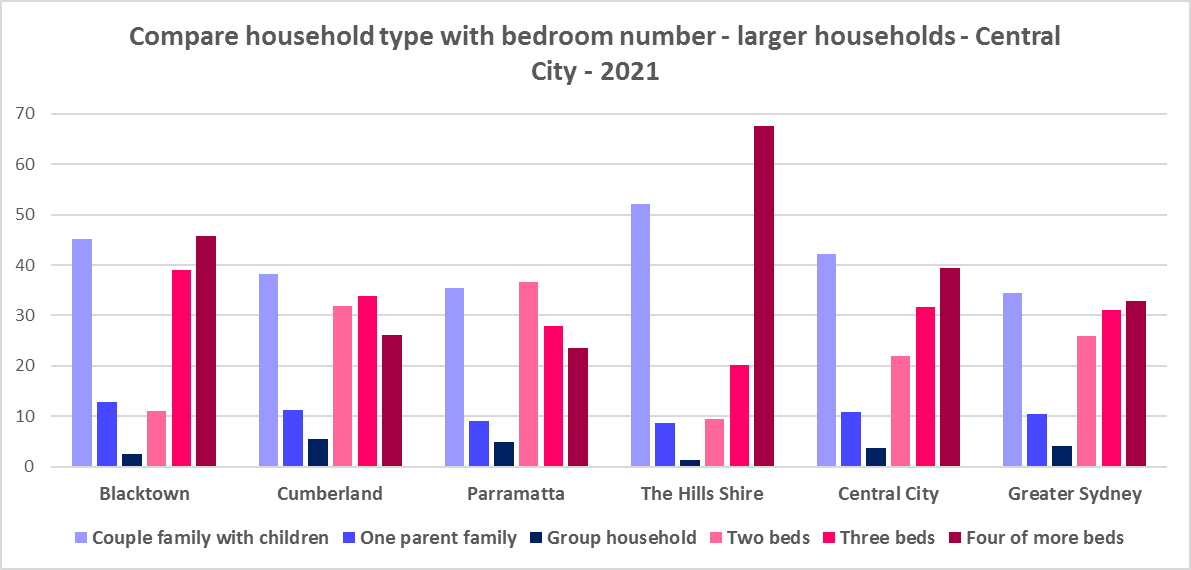 Compare household type with bedroom number - larger households - Central
City - 2021
70
60
50
40
30
20
10
0
Blacktown Cumberland Parramatta The Hills Shire Central City Greater Sydney
Couple family with children One parent family Group household Two beds Three beds Four of more beds